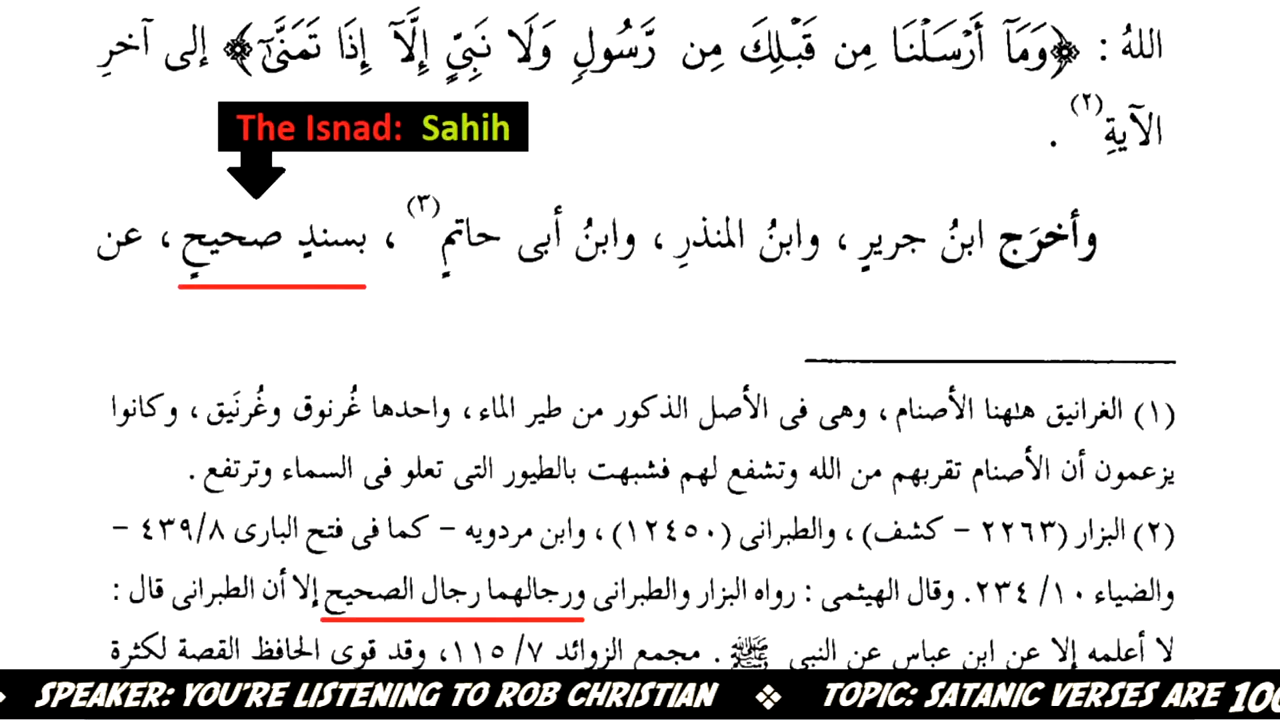 اللهُ : ﴿وَمَآ أَرْسَلْنَا مِن قَبْلِكَ مِن رَّسُولٍ وَلَا نَبِيٍّ إِلَّآ إِذَا تَمَنَّىٰٓ﴾ إلى آخرِ
الآيةِ(٢) .
The Isnad: Sahih
وأخرَج ابنُ جريرٍ ، وابنُ المنذرِ ، وابنُ أبى حاتمٍ(٣) ، بسندٍ صحيحٍ ، عن
(١) الغرانيق هٰهنا الأصنام ، وهى فى الأصل الذكور من طير الماء ، واحدها غُرنوق وغُرنَيق ، وكانوا
يزعمون أن الأصنام تقربهم من الله وتشفع لهم فشبهت بالطيور التى تعلو فى السماء وترتفع .
(٢) البزار (٢٢٦٣ - كشف) ، والطبرانى (١٢٤٥٠) ، وابن مردويه - كما فى فتح البارى ٤٣٩/٨ -
والضياء ٢٣٤/١٠. وقال الهيثمى : رواه البزار والطبرانى ورجالهما رجال الصحيح إلا أن الطبرانى قال :
لا أعلمه إلا عن ابن عباس عن النبى ﷺ . مجمع الزوائد ١١٥/٧، وقد قوى الحافظ القصة لكثرة
SPEAKER: YOU'RE LISTENING TO ROB CHRISTIAN ❖ TOPIC: SATANIC VERSES ARE 100